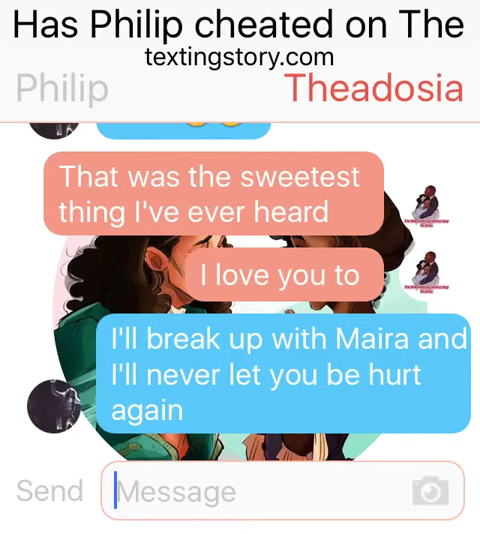 Has Philip cheated on The
textingstory.com
Philip
Theadosia
That was the sweetest
thing I've ever heard
I love you to
I'll break up with Maira and
I'll never let you be hurt
again
Send
Message